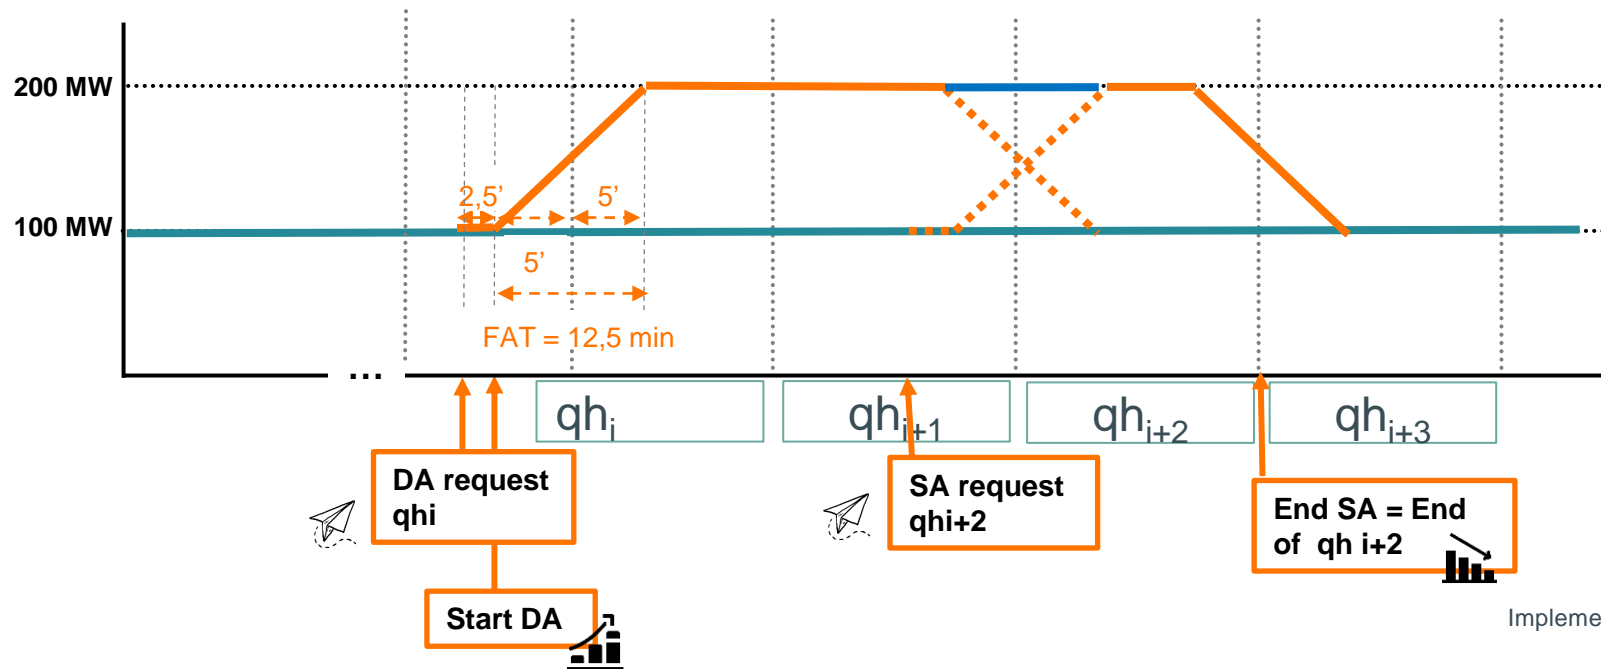 200 MW
2,5’
5’
100 MW
5’
FAT = 12,5 min
...
qhi
qhi+1
qhi+2
qhi+3
DA request
qhi
SA request
qhi+2
End SA = End
of qh i+2
Start DA
Impleme